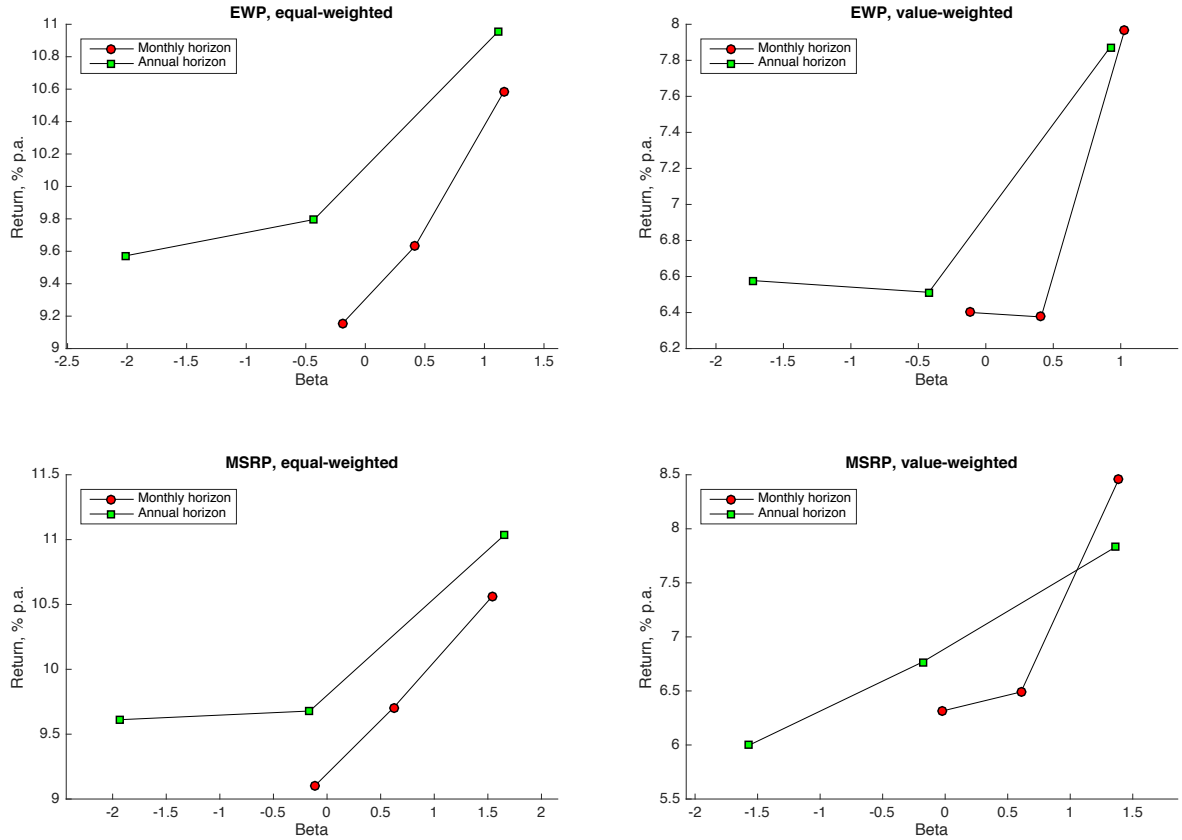 EWP, equal-weighted
11
10.8
10.6
10.4
10.2
10
9.8
9.6
9.4
9.2
9
Return, % p.a.
Monthly horizon
Annual horizon
-2.5 -2 -1.5 -1 -0.5 0 0.5 1 1.5
Beta
EWP, value-weighted
8
7.8
7.6
7.4
7.2
7
6.8
6.6
6.4
6.2
Return, % p.a.
Monthly horizon
Annual horizon
-2 -1.5 -1 -0.5 0 0.5 1
Beta
MSRP, equal-weighted
11.5
11
10.5
10
9.5
9
Return, % p.a.
Monthly horizon
Annual horizon
-2 -1.5 -1 -0.5 0 0.5 1 1.5 2
Beta
MSRP, value-weighted
8.5
8
7.5
7
6.5
6
5.5
Return, % p.a.
Monthly horizon
Annual horizon
-2 -1.5 -1 -0.5 0 0.5 1 1.5
Beta